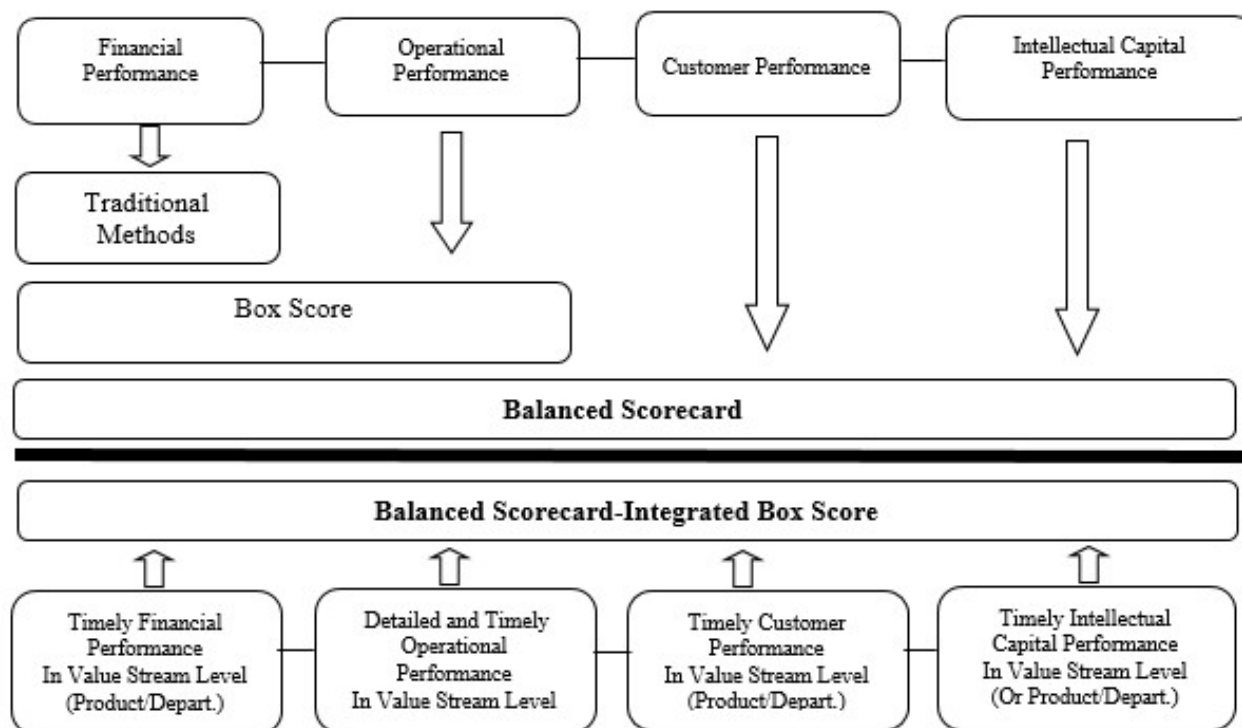 Financial
Performance
Operational
Performance
Customer Performance
Intellectual Capital
Performance
Traditional
Methods
Box Score
Balanced Scorecard
Balanced Scorecard-Integrated Box Score
Timely Financial
Performance
In Value Stream Level
(Product/Depart.)
Detailed and Timely
Operational
Performance
In Value Stream Level
Timely Customer
Performance
In Value Stream Level
(Product/Depart.)
Timely Intellectual
Capital Performance
In Value Stream Level
(Or Product/Depart.)